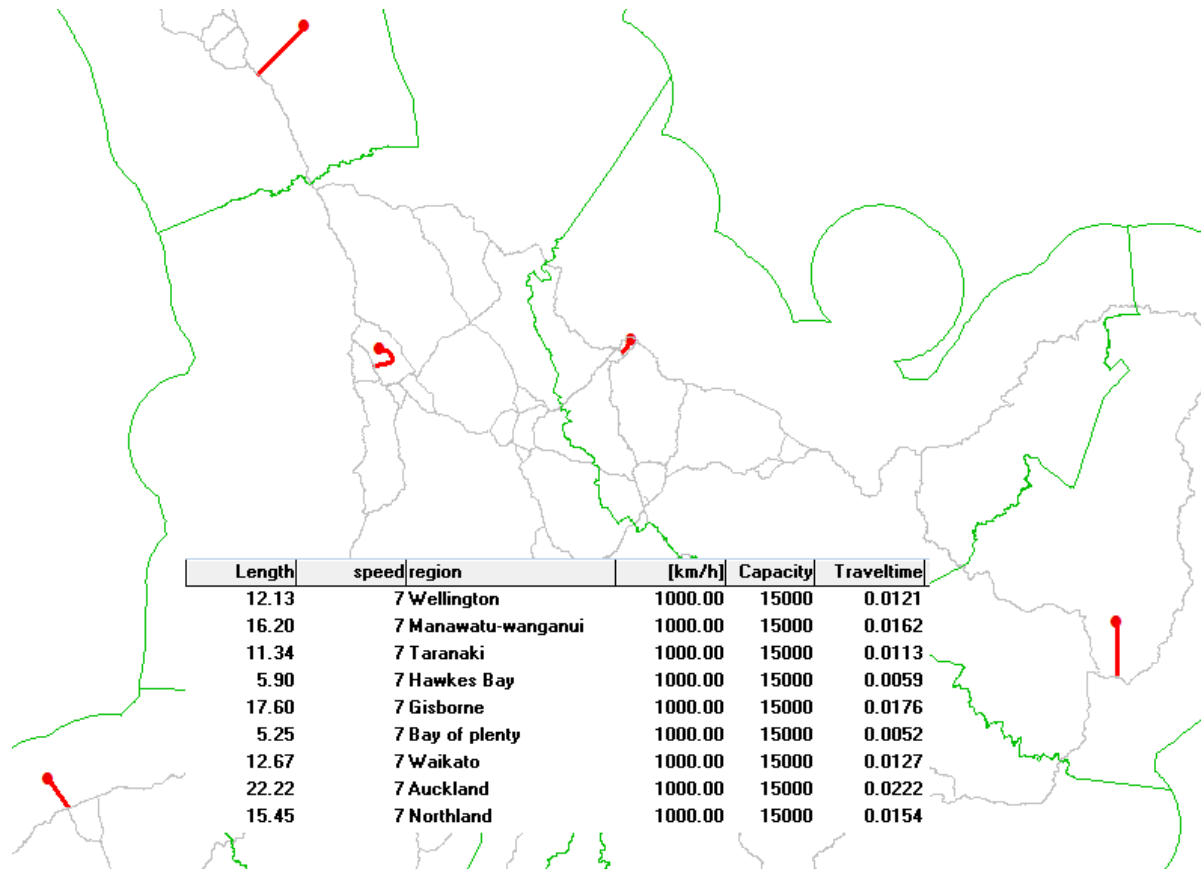 Length speed region [km/h] Capacity Traveltime
12.13 7 Wellington 1000.00 15000 0.0121
16.20 7 Manawatu-wanganui 1000.00 15000 0.0162
11.34 7 Taranaki 1000.00 15000 0.0113
5.90 7 Hawkes Bay 1000.00 15000 0.0059
17.60 7 Gisborne 1000.00 15000 0.0176
5.25 7 Bay of plenty 1000.00 15000 0.0052
12.67 7 Waikato 1000.00 15000 0.0127
22.22 7 Auckland 1000.00 15000 0.0222
15.45 7 Northland 1000.00 15000 0.0154